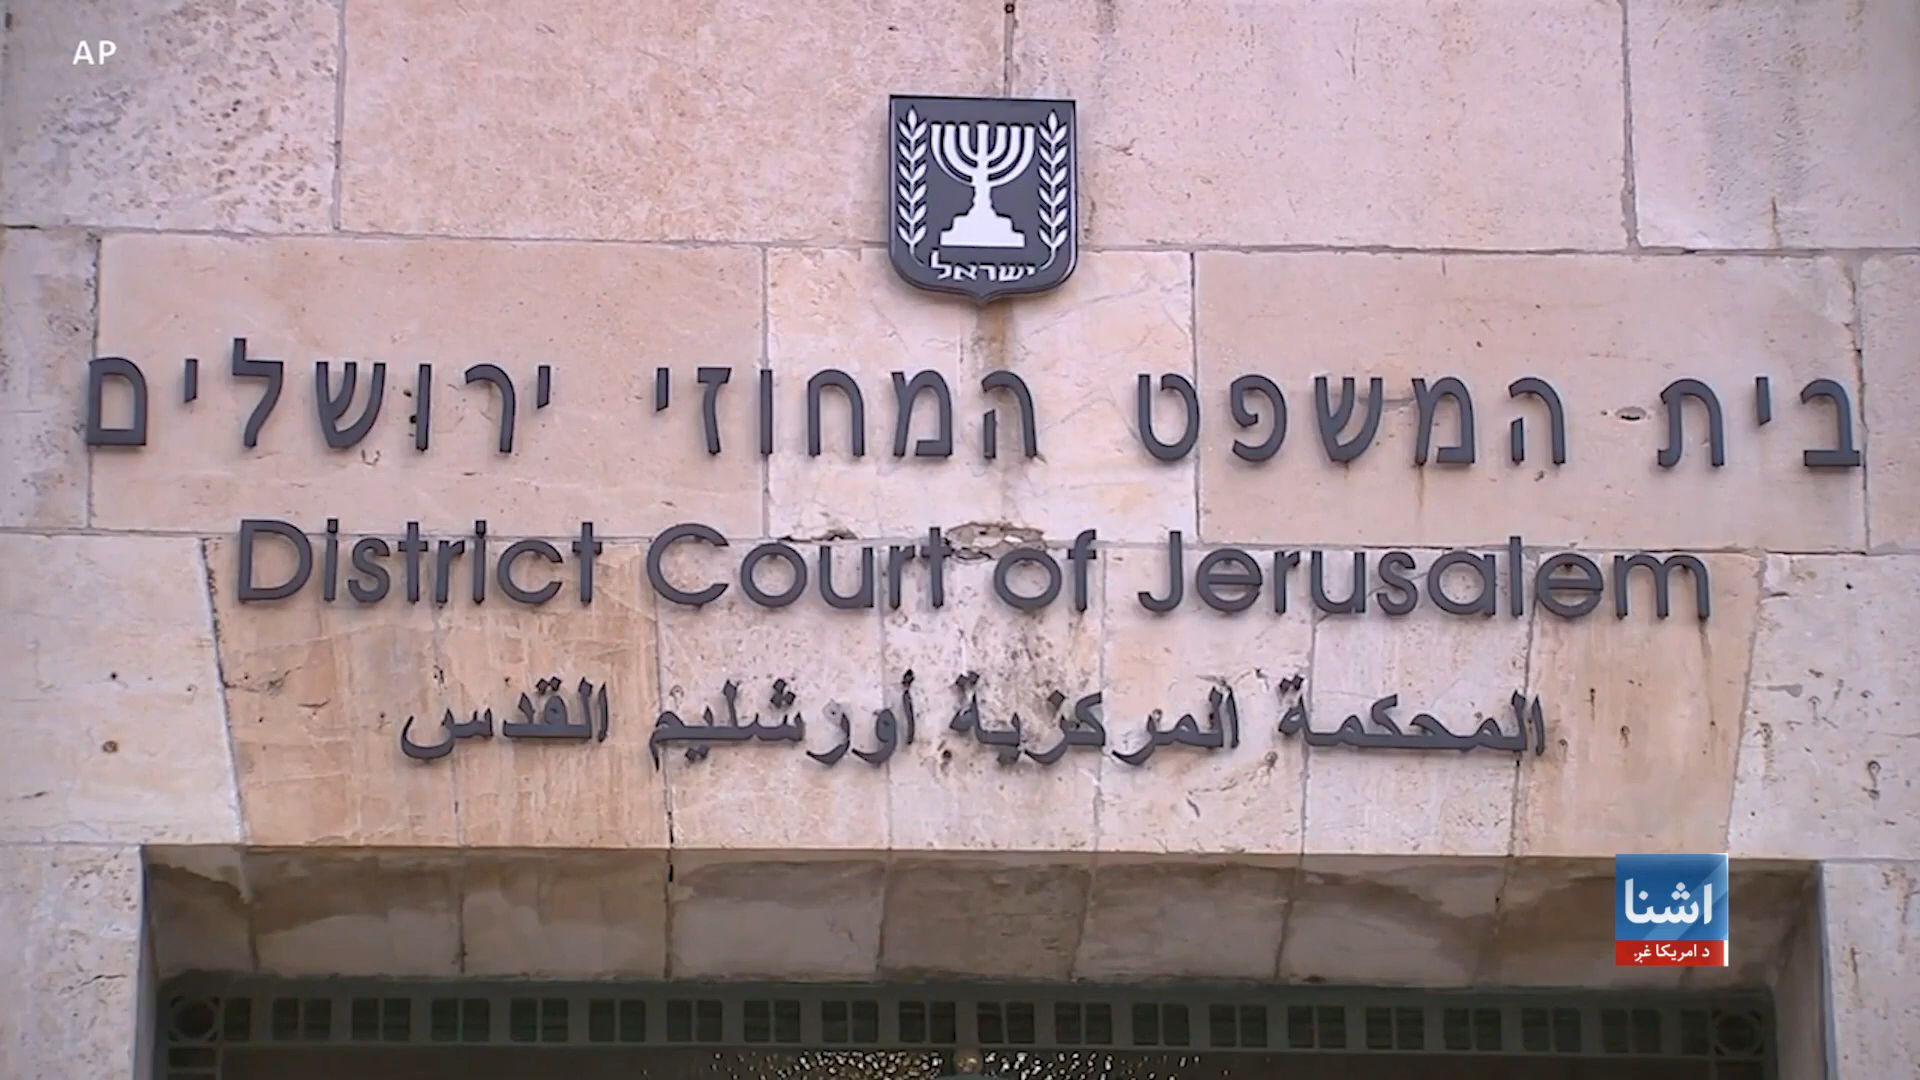 AP
ישראל
בית המשפט המחוזי ירושלים
District Court of Jerusalem
المحكمة المركزية أورشليم القدس
اشنا
د امریکا غږ